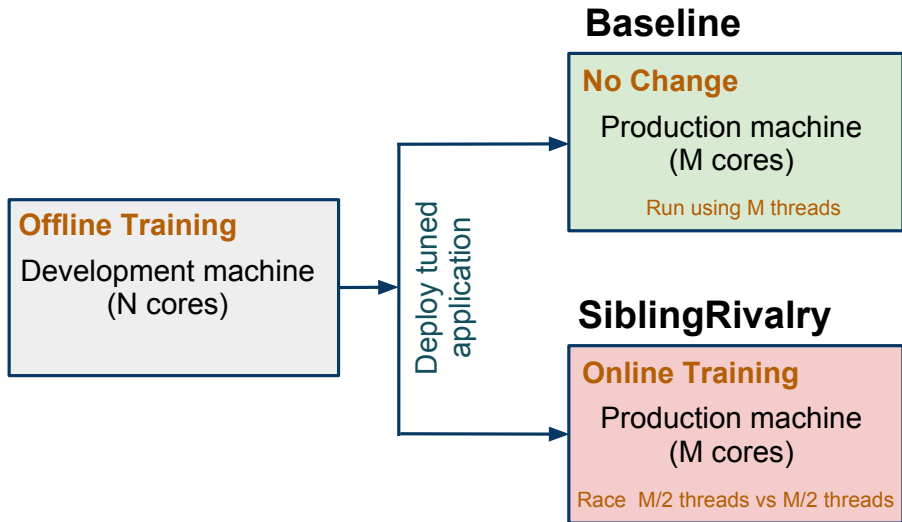 Offline Training
Development machine
(N cores)
Deploy tuned
application
Baseline
No Change
Production machine
(M cores)
Run using M threads
SiblingRivalry
Online Training
Production machine
(M cores)
Race M/2 threads vs M/2 threads